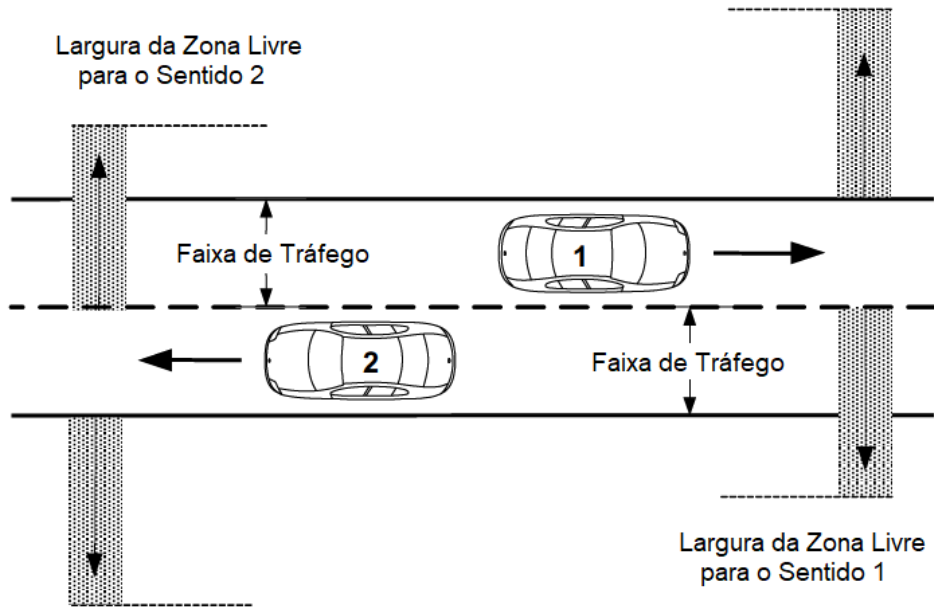 Largura da Zona Livre
para o Sentido 2
Faixa de Tráfego
1
2
Faixa de Tráfego
Largura da Zona Livre
para o Sentido 1